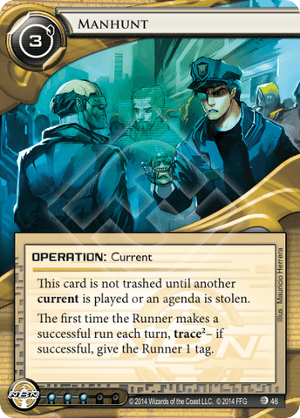 Manhunt
3
OPERATION: Current
This card is not trashed until another
current is played or an agenda is stolen.
The first time the Runner makes a
successful run each turn, trace²– if
successful, give the Runner 1 tag.
Illus. Mauricio Herrera
NBN
© 2014 Wizards of the Coast LLC. © 2014 FFG
46